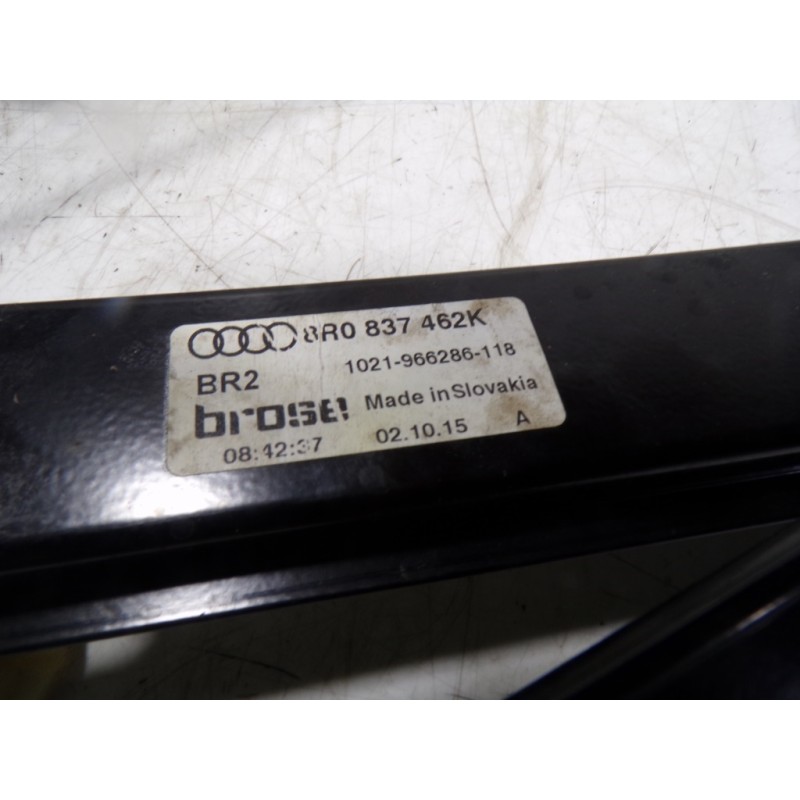 8R0 837 462K
1021-966286-118
BR2
brose
Made in Slovakia
08:42:37 02.10.15 A